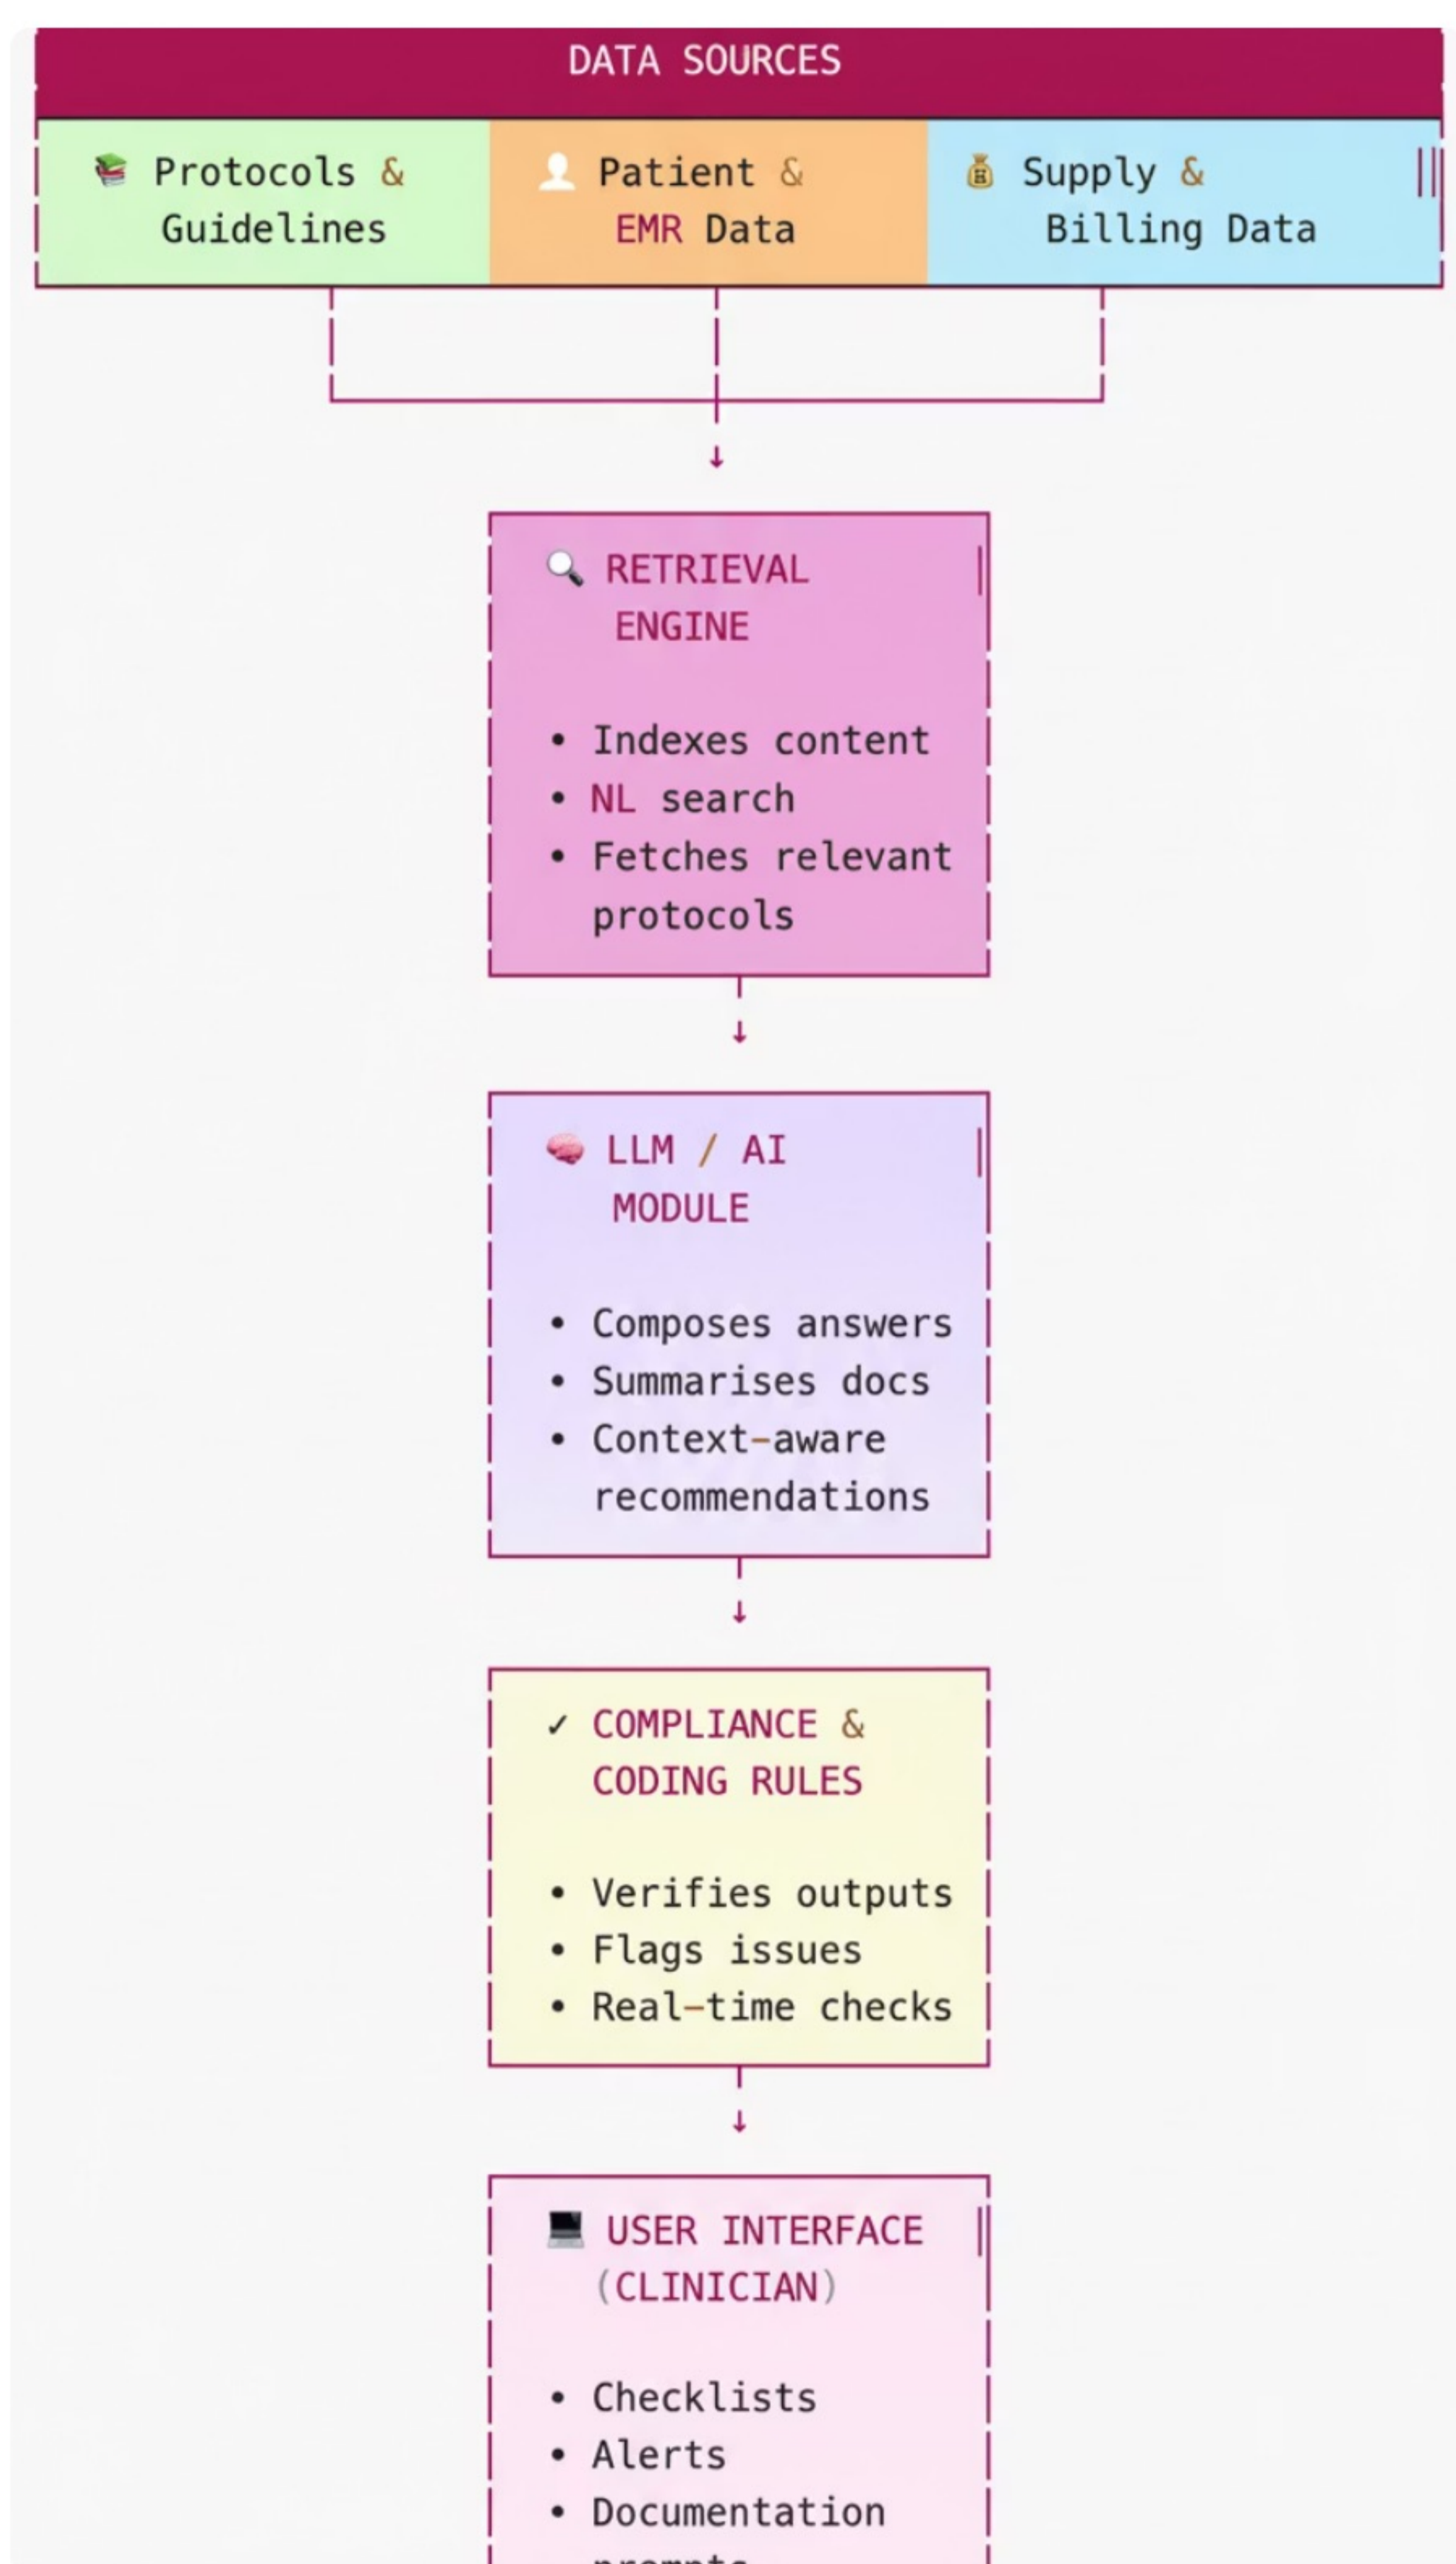 DATA SOURCES
📚 Protocols &
Guidelines
👤 Patient &
EMR Data
💰 Supply &
Billing Data
🔍 RETRIEVAL
ENGINE
• Indexes content
• NL search
• Fetches relevant
protocols
🧠 LLM / AI
MODULE
• Composes answers
• Summarises docs
• Context-aware
recommendations
✓ COMPLIANCE &
CODING RULES
• Verifies outputs
• Flags issues
• Real-time checks
💻 USER INTERFACE
(CLINICIAN)
• Checklists
• Alerts
• Documentation